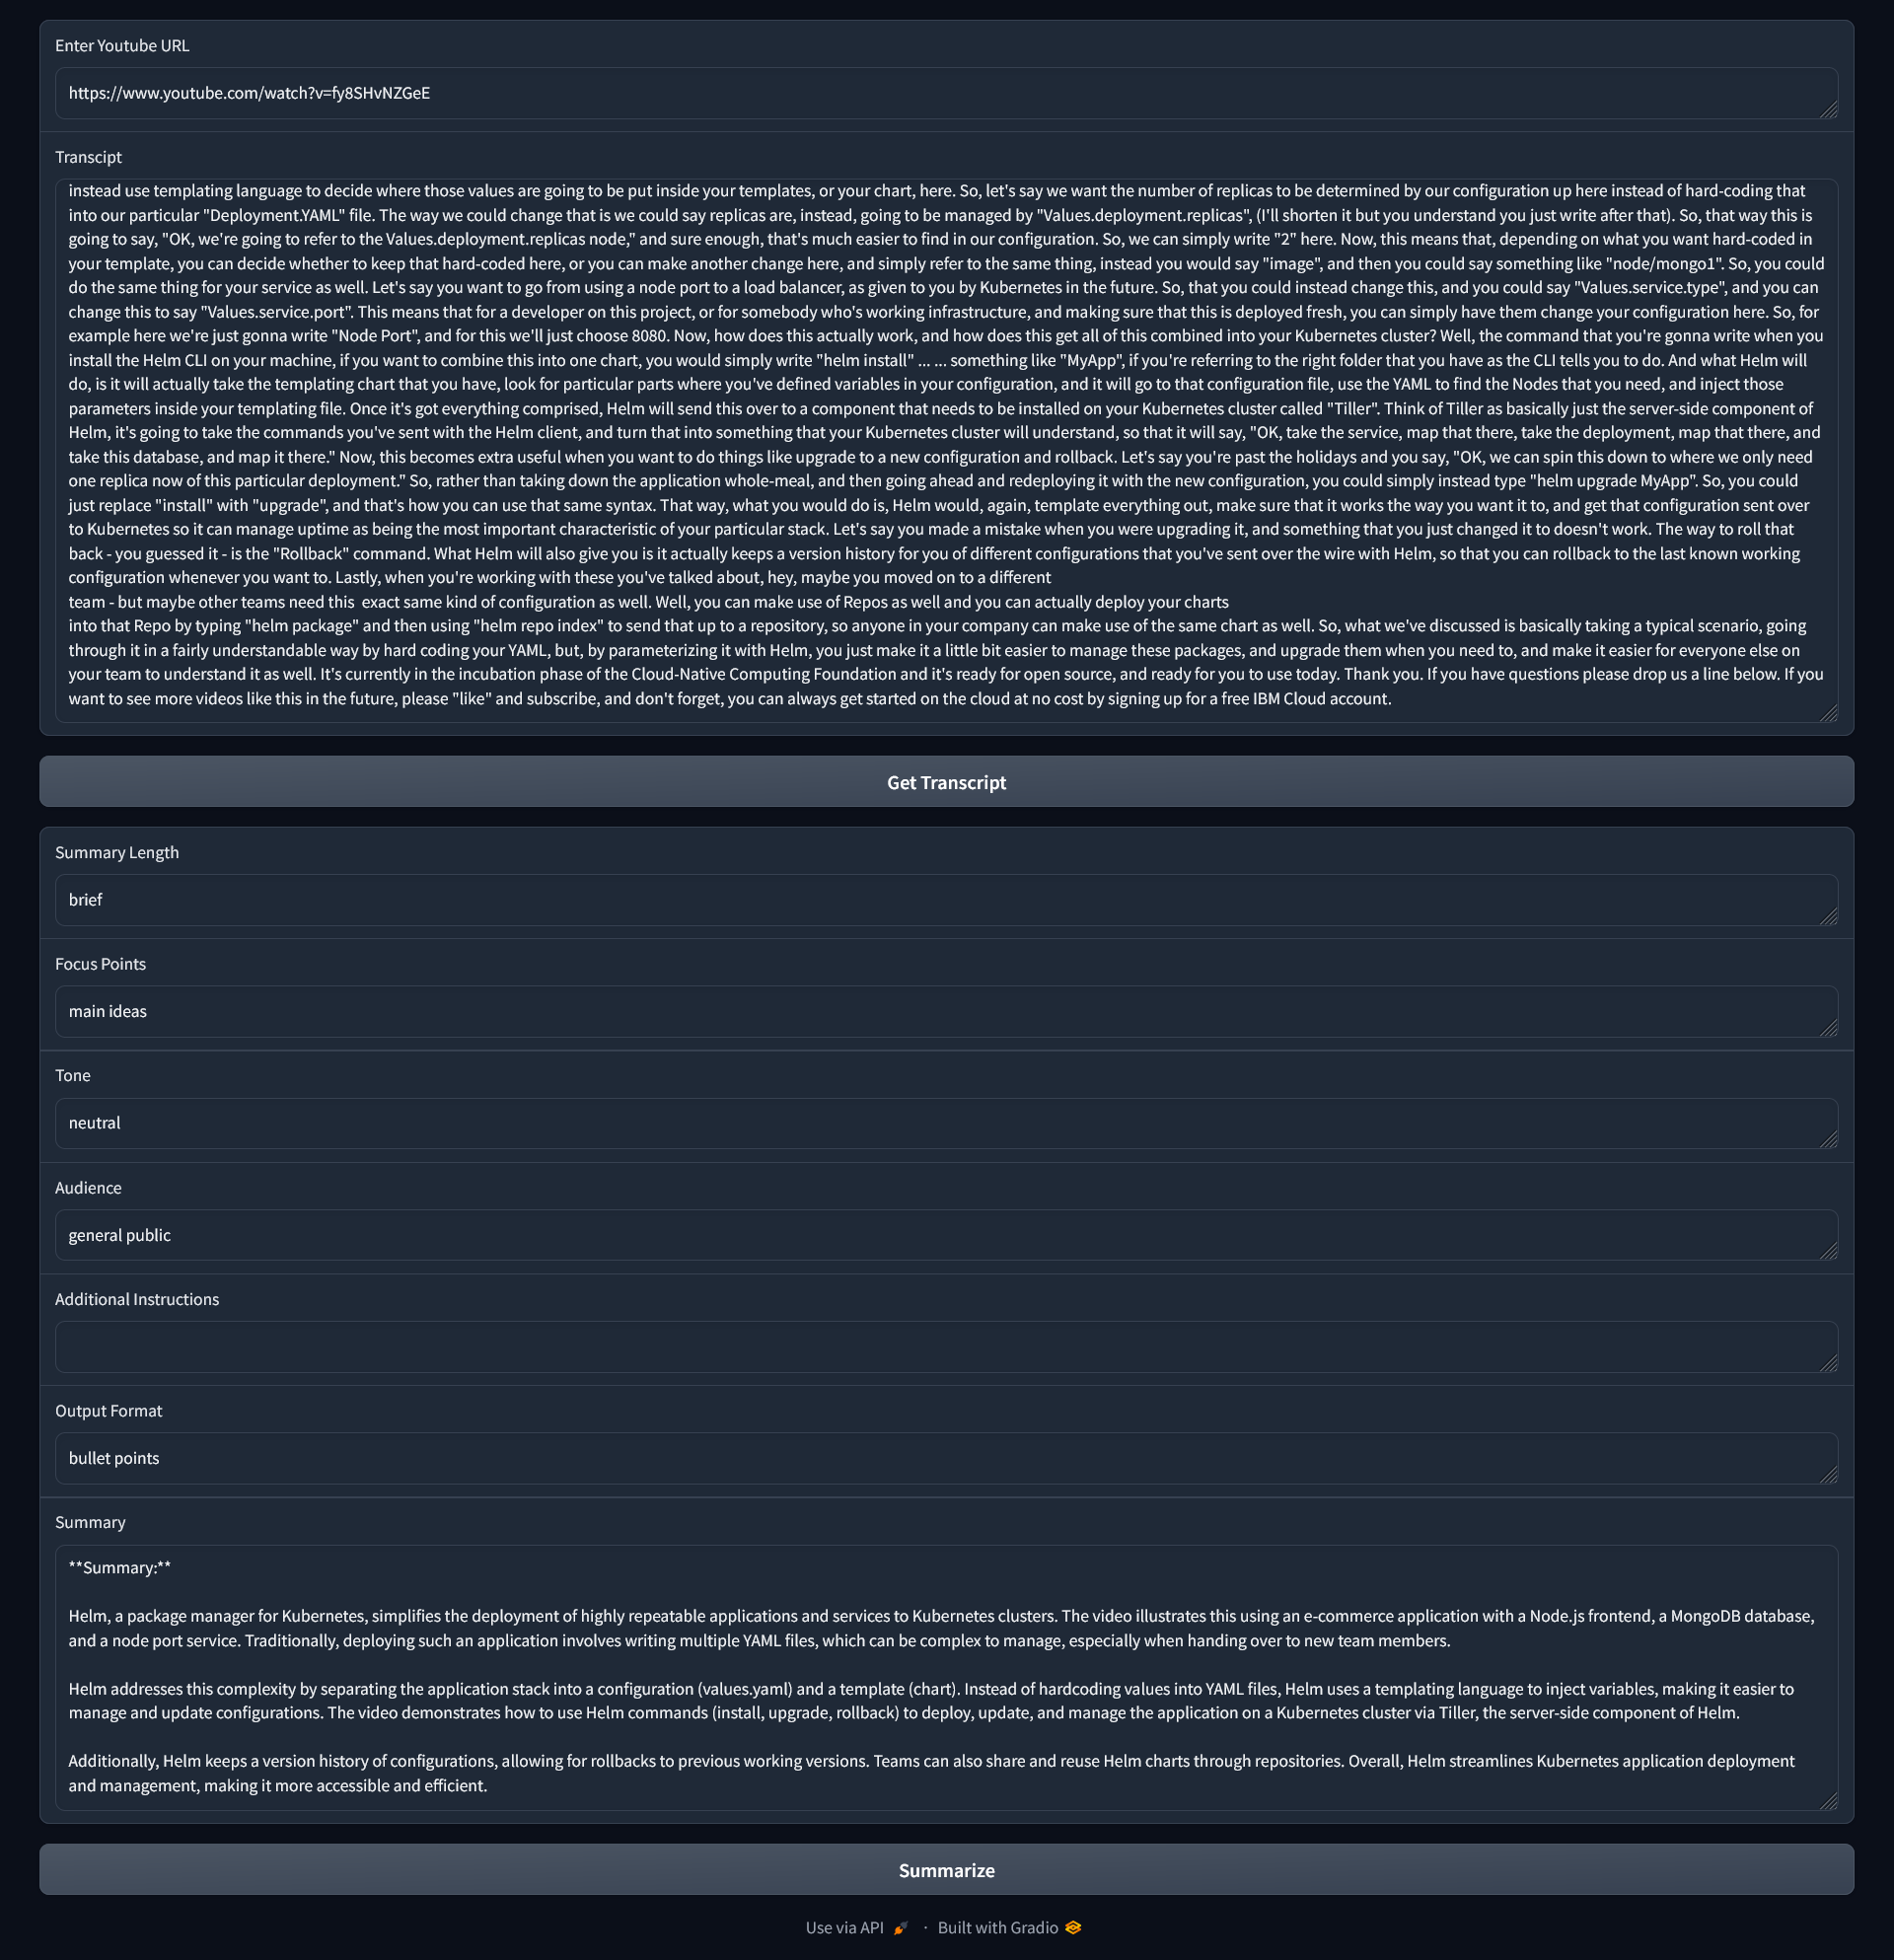 Enter Youtube URL
https://www.youtube.com/watch?v=fy8SHvNZGeE
Transcipt
instead use templating language to decide where those values are going to be put inside your templates, or your chart, here. So, let's say we want the number of replicas to be determined by our configuration up here instead of hard-coding that
into our particular "Deployment.YAML" file. The way we could change that is we could say replicas are, instead, going to be managed by "Values.deployment.replicas", (I'll shorten it but you understand you just write after that). So, that way this is
going to say, "OK, we're going to refer to the Values.deployment.replicas node," and sure enough, that's much easier to find in our configuration. So, we can simply write "2" here. Now, this means that, depending on what you want hard-coded in
your template, you can decide whether to keep that hard-coded here, or you can make another change here, and simply refer to the same thing, instead you would say "image", and then you could say something like "node/mongo1". So, you could
do the same thing for your service as well. Let's say you want to go from using a node port to a load balancer, as given to you by Kubernetes in the future. So, that you could instead change this, and you could say "Values.service.type", and you can
change this to say "Values.service.port". This means that for a developer on this project, or for somebody who's working infrastructure, and making sure that this is deployed fresh, you can simply have them change your configuration here. So, for
example here we're just gonna write "Node Port", and for this we'll just choose 8080. Now, how does this actually work, and how does this get all of this combined into your Kubernetes cluster? Well, the command that you're gonna write when you
install the Helm CLI on your machine, if you want to combine this into one chart, you would simply write "helm install" ... ... something like "MyApp", if you're referring to the right folder that you have as the CLI tells you to do. And what Helm will
do, is it will actually take the templating chart that you have, look for particular parts where you've defined variables in your configuration, and it will go to that configuration file, use the YAML to find the Nodes that you need, and inject those
parameters inside your templating file. Once it's got everything comprised, Helm will send this over to a component that needs to be installed on your Kubernetes cluster called "Tiller". Think of Tiller as basically just the server-side component of
Helm, it's going to take the commands you've sent with the Helm client, and turn that into something that your Kubernetes cluster will understand, so that it will say, "OK, take the service, map that there, take the deployment, map that there, and
take this database, and map it there." Now, this becomes extra useful when you want to do things like upgrade to a new configuration and rollback. Let's say you're past the holidays and you say, "OK, we can spin this down to where we only need
one replica now of this particular deployment." So, rather than taking down the application whole-meal, and then going ahead and redeploying it with the new configuration, you could simply instead type "helm upgrade MyApp". So, you could
just replace "install" with "upgrade", and that's how you can use that same syntax. That way, what you would do is, Helm would, again, template everything out, make sure that it works the way you want it to, and get that configuration sent over
to Kubernetes so it can manage uptime as being the most important characteristic of your particular stack. Let's say you made a mistake when you were upgrading it, and something that you just changed it to doesn't work. The way to roll that
back - you guessed it - is the "Rollback" command. What Helm will also give you is it actually keeps a version history for you of different configurations that you've sent over the wire with Helm, so that you can rollback to the last known working
configuration whenever you want to. Lastly, when you're working with these you've talked about, hey, maybe you moved on to a different
team - but maybe other teams need this  exact same kind of configuration as well. Well, you can make use of Repos as well and you can actually deploy your charts
into that Repo by typing "helm package" and then using "helm repo index" to send that up to a repository, so anyone in your company can make use of the same chart as well. So, what we've discussed is basically taking a typical scenario, going
through it in a fairly understandable way by hard coding your YAML, but, by parameterizing it with Helm, you just make it a little bit easier to manage these packages, and upgrade them when you need to, and make it easier for everyone else on
your team to understand it as well. It's currently in the incubation phase of the Cloud-Native Computing Foundation and it's ready for open source, and ready for you to use today. Thank you. If you have questions please drop us a line below. If you
want to see more videos like this in the future, please "like" and subscribe, and don't forget, you can always get started on the cloud at no cost by signing up for a free IBM Cloud account.
Get Transcript
Summary Length
brief
Focus Points
main ideas
Tone
neutral
Audience
general public
Additional Instructions
Output Format
bullet points
Summary
**Summary:**
Helm, a package manager for Kubernetes, simplifies the deployment of highly repeatable applications and services to Kubernetes clusters. The video illustrates this using an e-commerce application with a Node.js frontend, a MongoDB database,
and a node port service. Traditionally, deploying such an application involves writing multiple YAML files, which can be complex to manage, especially when handing over to new team members.
Helm addresses this complexity by separating the application stack into a configuration (values.yaml) and a template (chart). Instead of hardcoding values into YAML files, Helm uses a templating language to inject variables, making it easier to
manage and update configurations. The video demonstrates how to use Helm commands (install, upgrade, rollback) to deploy, update, and manage the application on a Kubernetes cluster via Tiller, the server-side component of Helm.
Additionally, Helm keeps a version history of configurations, allowing for rollbacks to previous working versions. Teams can also share and reuse Helm charts through repositories. Overall, Helm streamlines Kubernetes application deployment
and management, making it more accessible and efficient.
Summarize
Use via API · Built with Gradio